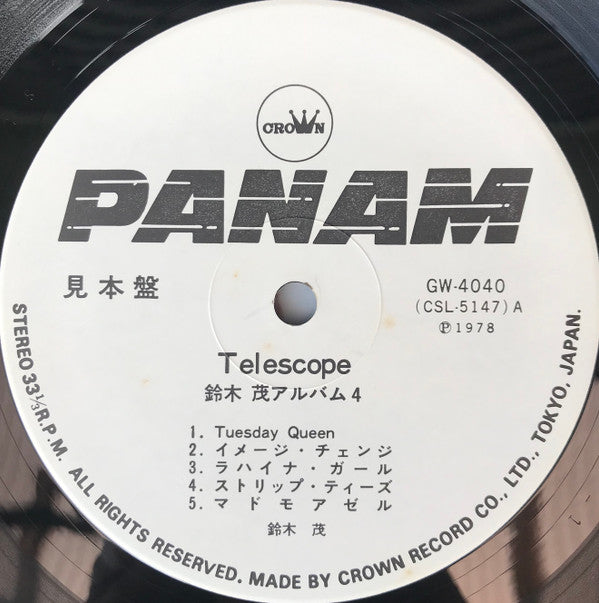 CROWN
PANAM
見本盤
GW-4040
(CSL-5147) A
Ⓟ1978
Telescope
鈴木 茂アルバム4
1. Tuesday Queen
2. イメージ・チェンジ
3. ラハイナ・ガール
4. ストリップ・ティーズ
5. マドモアゼル
鈴木 茂
STEREO 33⅓ R.P.M. ALL RIGHTS RESERVED. MADE BY CROWN RECORD CO., LTD., TOKYO, JAPAN.